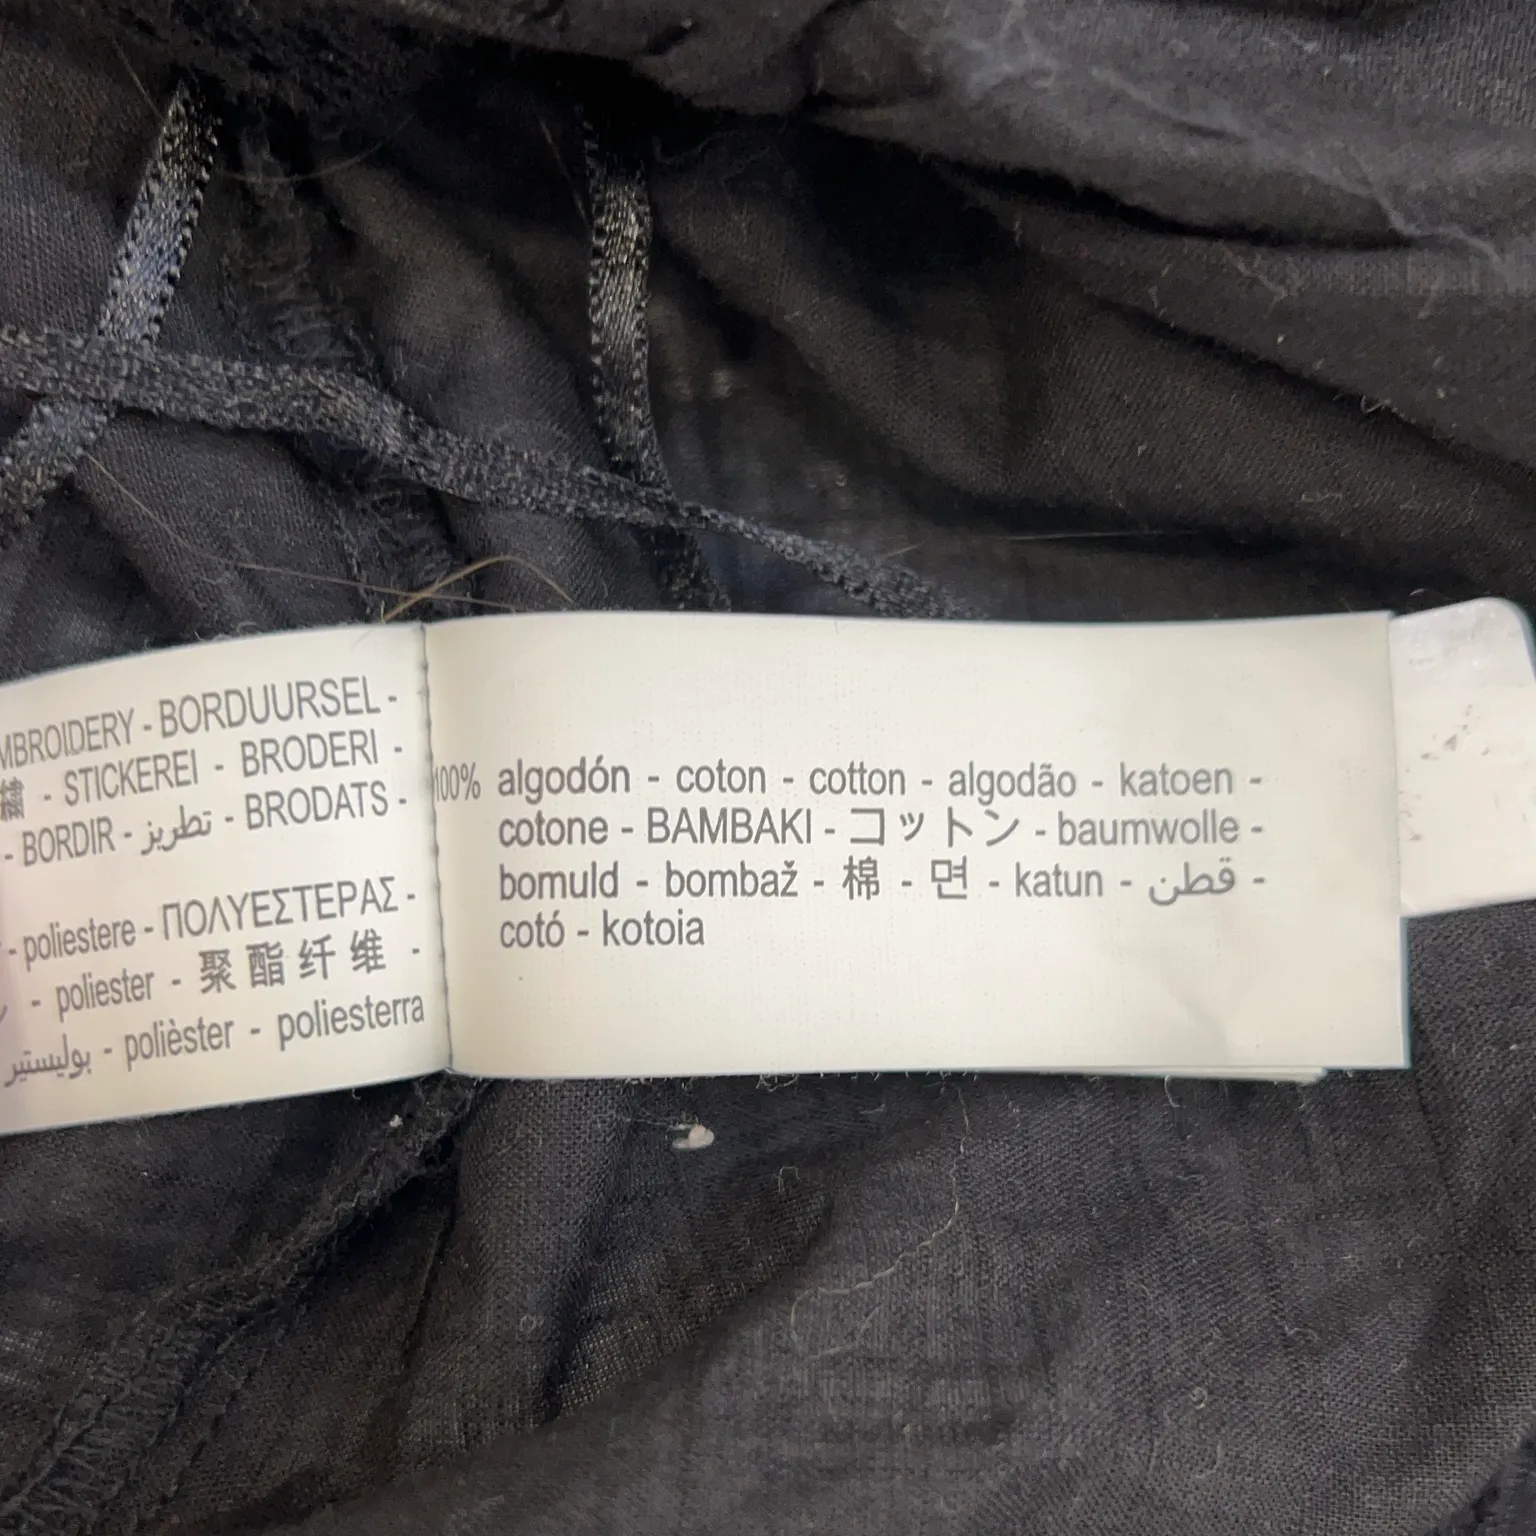 MBROIDERY - BORDUURSEL -
繍 - STICKEREI - BRODERI -
- BORDIR - تطريز - BRODATS -
- poliestere - ΠΟΛΥΕΣΤΕΡΑΣ -
- poliester - 聚酯纤维 -
بوليستير - polièster - poliesterra
100% algodón - coton - cotton - algodão - katoen -
cotone - BAMBAKI - コットン - baumwolle -
bomuld - bombaž - 棉 - 면 - katun - قطن -
cotó - kotoia